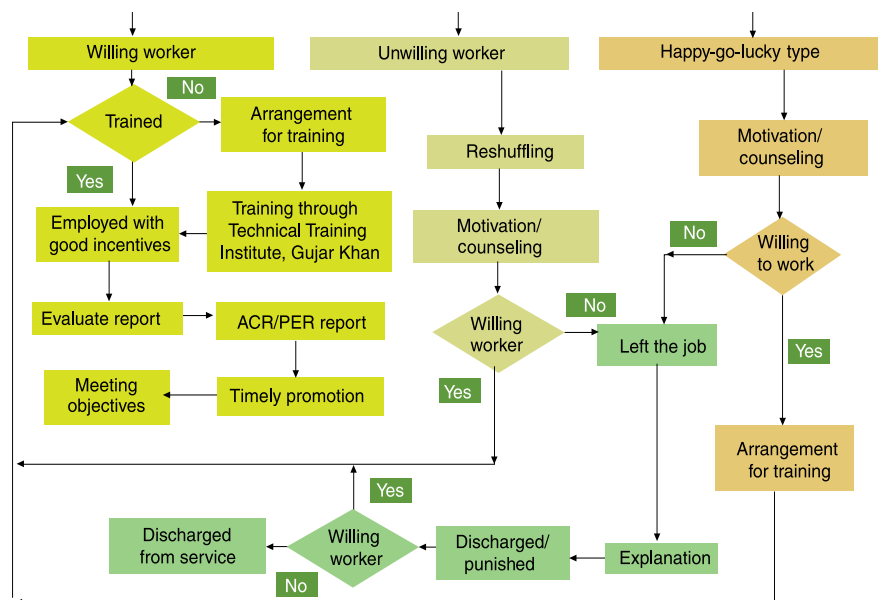 Willing worker
Unwilling worker
Happy-go-lucky type
No
Trained
Arrangement
for training
Yes
Employed with
good incentives
Training through
Technical Training
Institute, Gujar Khan
Evaluate report
ACR/PER report
Meeting
objectives
Timely promotion
Reshuffling
Motivation/
counseling
Willing
worker
No
Yes
Left the job
Motivation/
counseling
No
Willing
to work
Yes
Arrangement
for training
Yes
Discharged
from service
Willing
worker
No
Discharged/
punished
Explanation